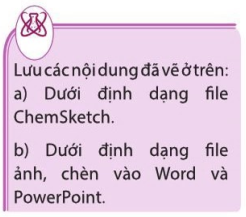 Lưu các nội dung đã vẽ ở trên:
a) Dưới định dạng file
ChemSketch.
b) Dưới định dạng file
ảnh, chèn vào Word và
PowerPoint.